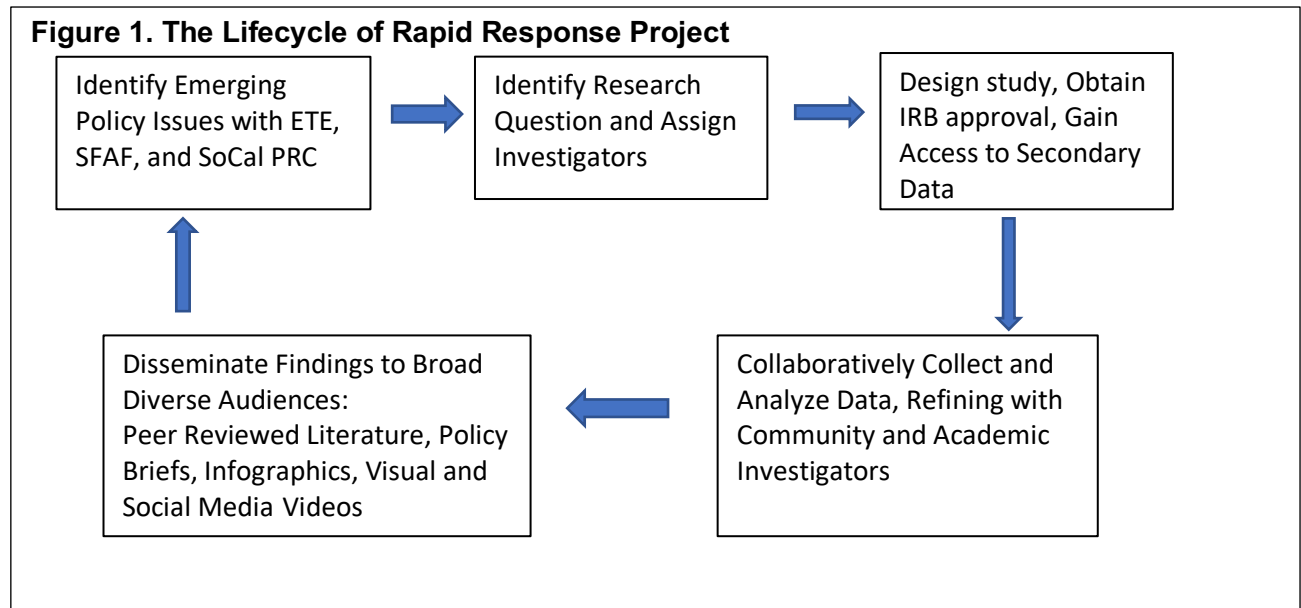 Figure 1. The Lifecycle of Rapid Response Project
Identify Emerging
Policy Issues with ETE,
SFAF, and SoCal PRC
Identify Research
Question and Assign
Investigators
Design study, Obtain
IRB approval, Gain
Access to Secondary
Data
Collaboratively Collect and
Analyze Data, Refining with
Community and Academic
Investigators
Disseminate Findings to Broad
Diverse Audiences:
Peer Reviewed Literature, Policy
Briefs, Infographics, Visual and
Social Media Videos